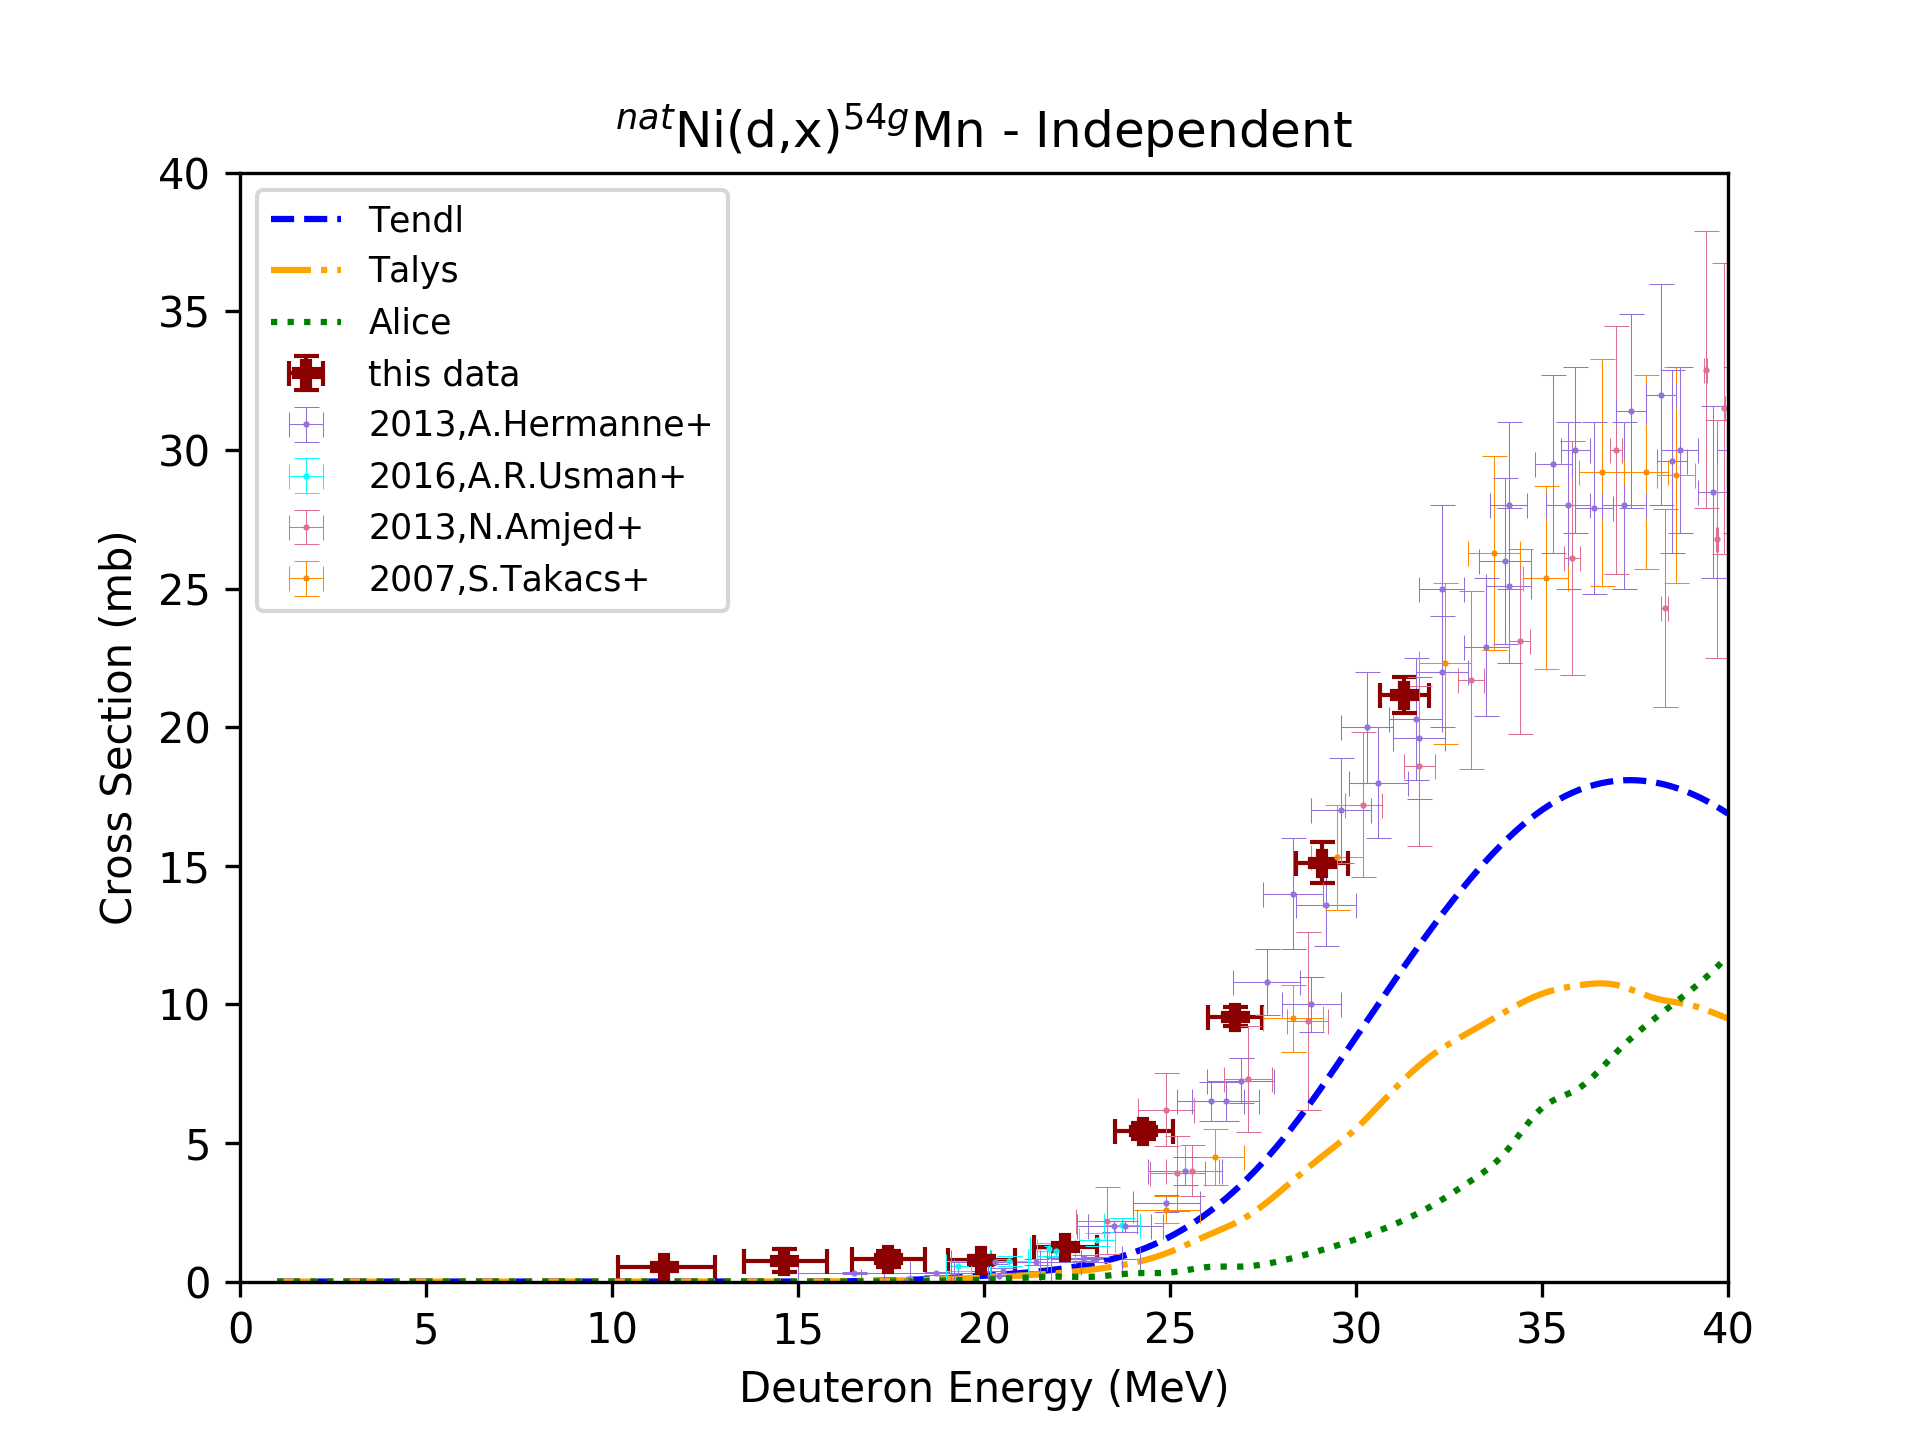 natNi(d,x)54gMn - Independent
40
35
30
25
20
15
10
5
0
Cross Section (mb)
Tendl
Talys
Alice
this data
2013,A.Hermanne+
2016,A.R.Usman+
2013,N.Amjed+
2007,S.Takacs+
0 5 10 15 20 25 30 35 40
Deuteron Energy (MeV)